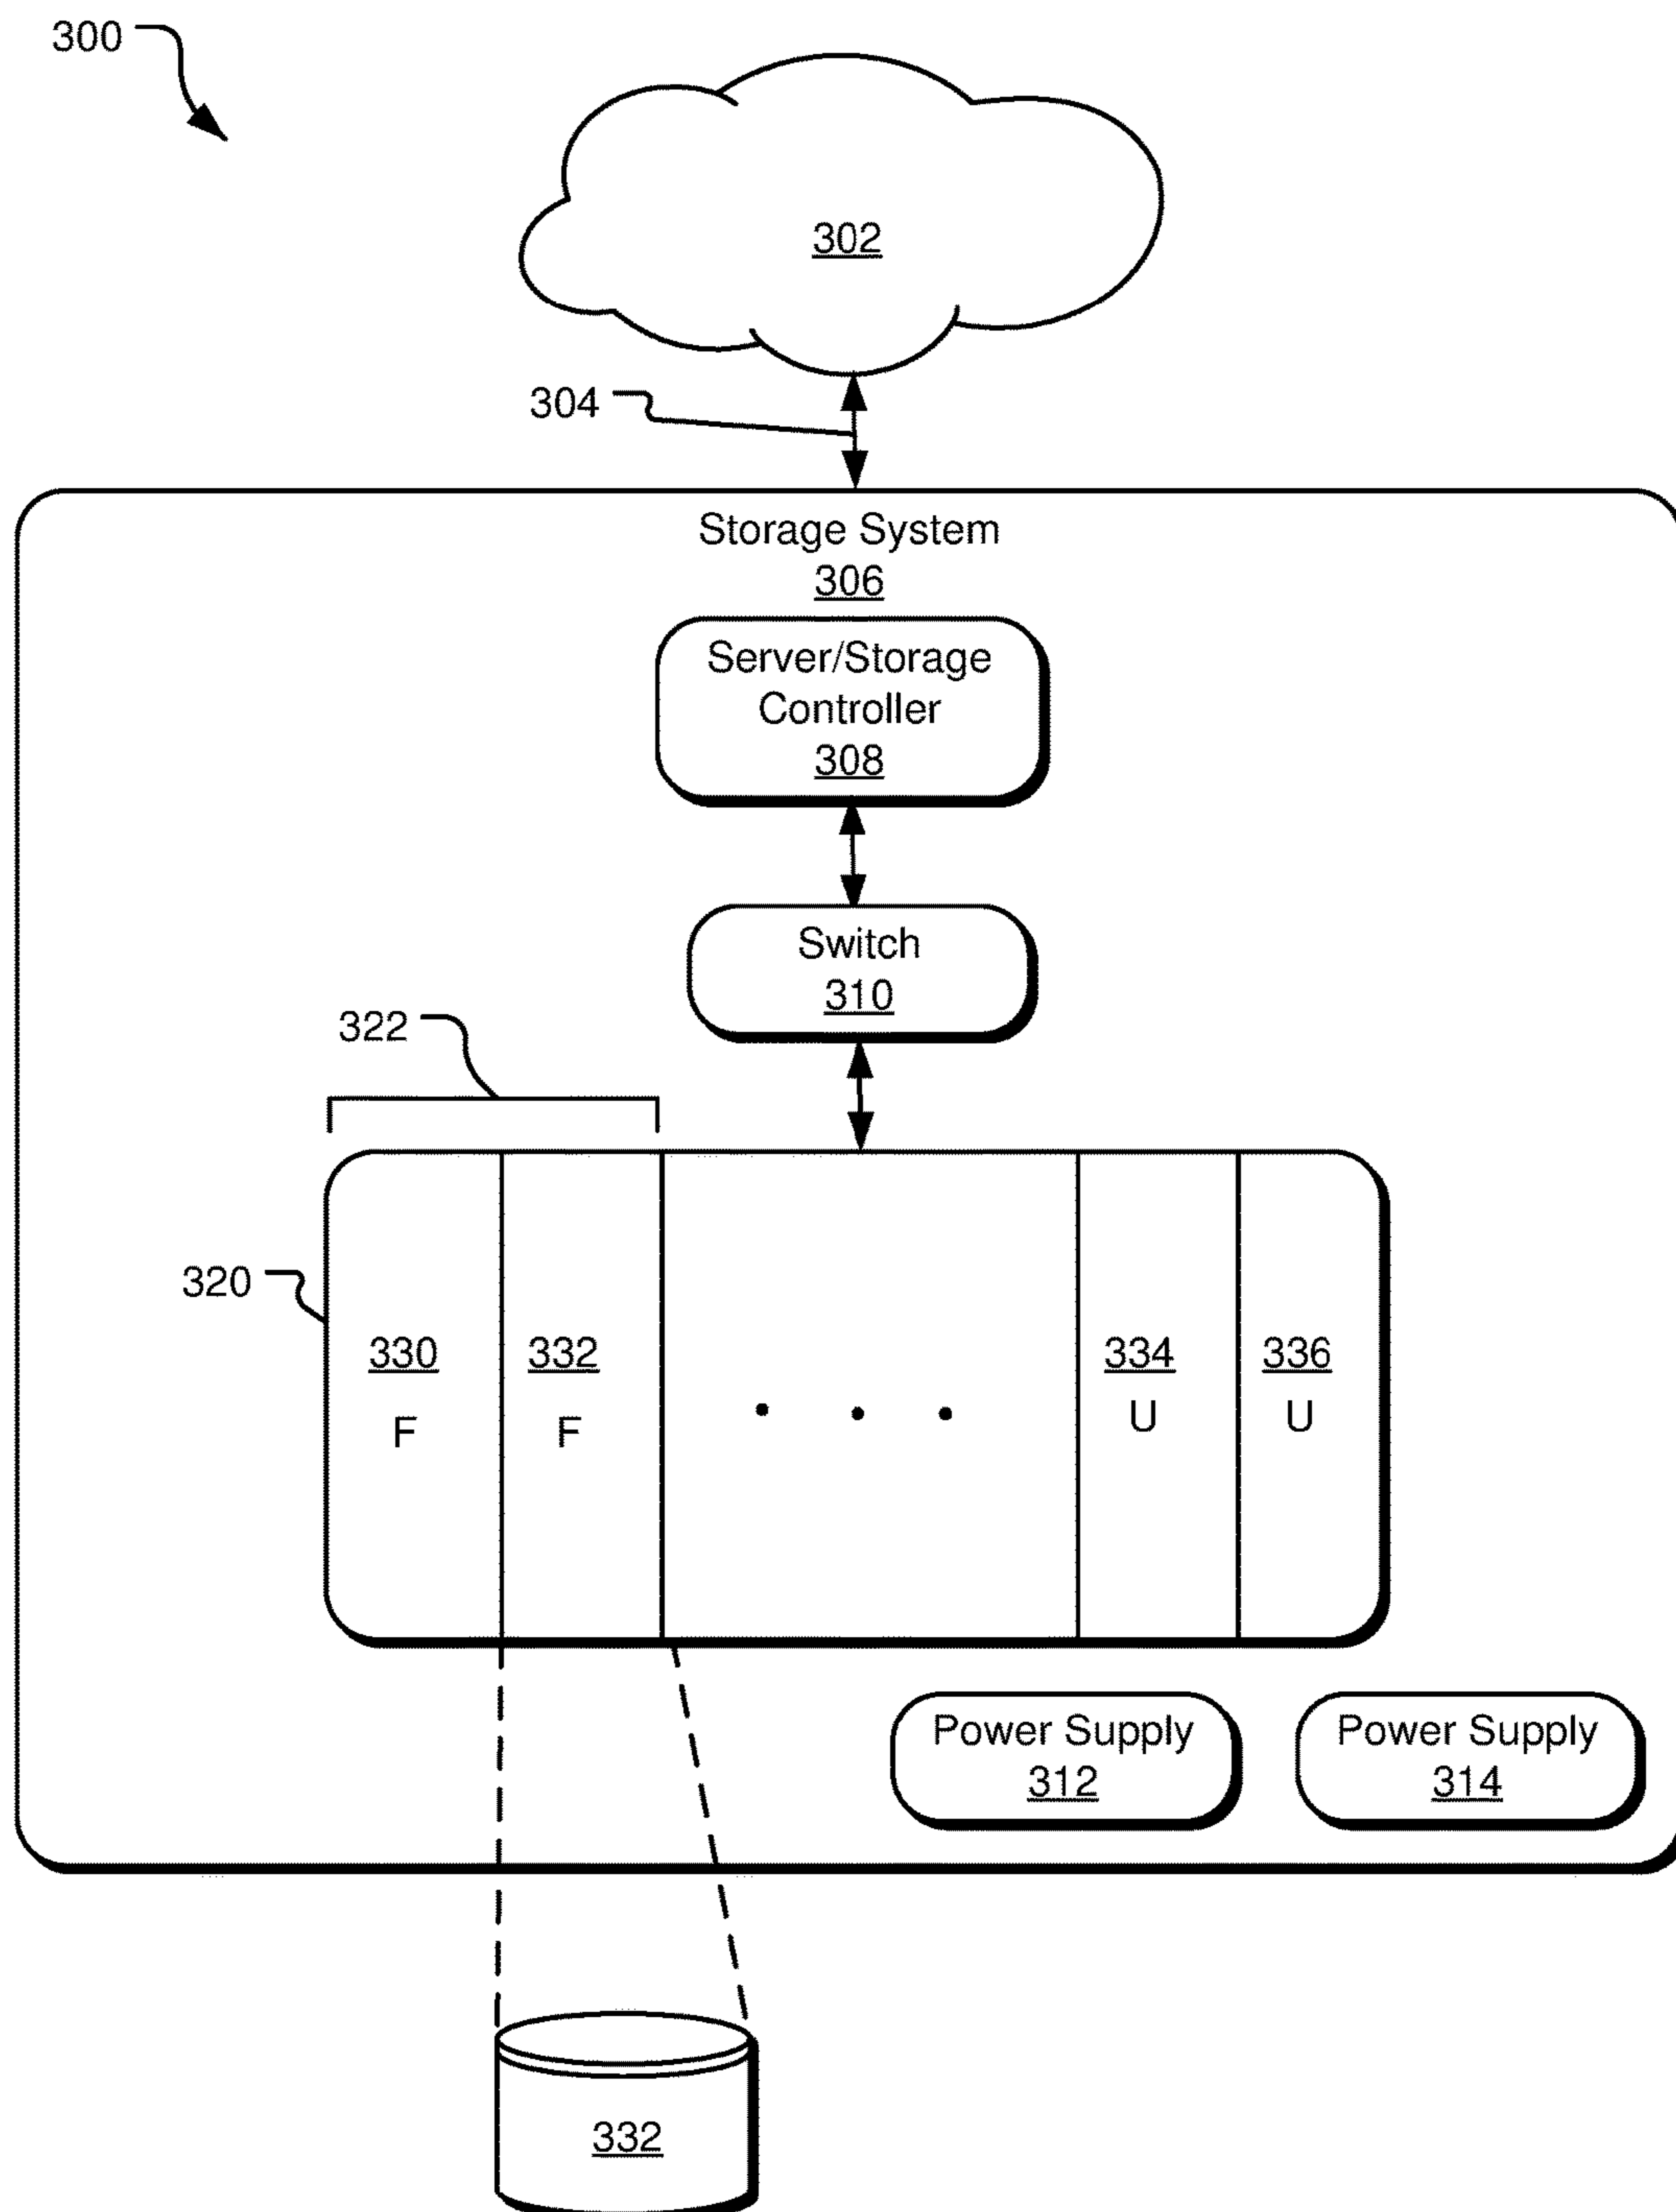 300
302
304
Storage System
306
Server/Storage
Controller
308
Switch
310
322
320
330 332 334 336
F F U U
Power Supply Power Supply
312 314
332